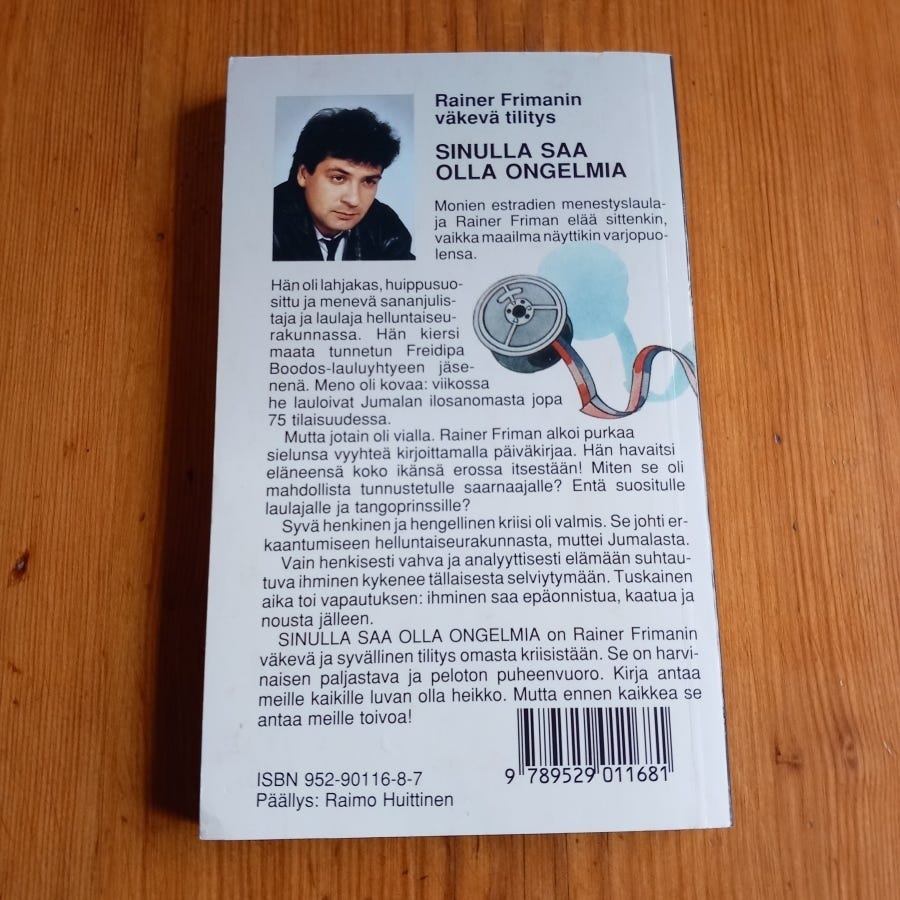 Rainer Frimanin
väkevä tilitys
SINULLA SAA
OLLA ONGELMIA
Monien estradien menestyslaula-
ja Rainer Friman elää sittenkin,
vaikka maailma näyttikin varjopuo-
lensa.
Hän oli lahjakas, huippusuo-
sittu ja menevä sananjulis-
taja ja laulaja helluntaiseu-
rakunnassa. Hän kiersi
maata tunnetun Freidipa
Boodos-lauluyhtyeen jäse-
nenä. Meno oli kovaa: viikossa
he lauloivat Jumalan ilosanomasta jopa
75 tilaisuudessa.
Mutta jotain oli vialla. Rainer Friman alkoi purkaa
sielunsa vyyhteä kirjoittamalla päiväkirjaa. Hän havaitsi
eläneensä koko ikänsä erossa itsestään! Miten se oli
mahdollista tunnustetulle saarnaajalle? Entä suositulle
laulajalle ja tangoprinssille?
Syvä henkinen ja hengellinen kriisi oli valmis. Se johti er-
kaantumiseen helluntaiseurakunnasta, muttei Jumalasta.
Vain henkisesti vahva ja analyyttisesti elämään suhtau-
tuva ihminen kykenee tällaisesta selviytymään. Tuskainen
aika toi vapautuksen: ihminen saa epäonnistua, kaatua ja
nousta jälleen.
SINULLA SAA OLLA ONGELMIA on Rainer Frimanin
väkevä ja syvällinen tilitys omasta kriisistään. Se on harvi-
naisen paljastava ja peloton puheenvuoro. Kirja antaa
meille kaikille luvan olla heikko. Mutta ennen kaikkea se
antaa meille toivoa!
ISBN 952-90116-8-7
Päällys: Raimo Huittinen
9 789529 011681